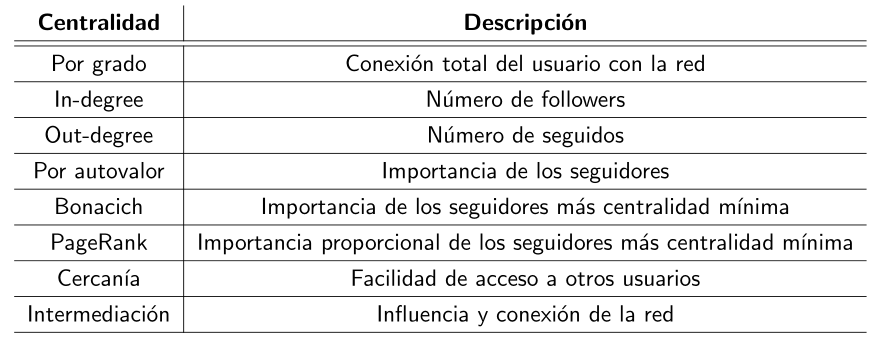 Centralidad Descripción
Por grado Conexión total del usuario con la red
In-degree Número de followers
Out-degree Número de seguidos
Por autovalor Importancia de los seguidores
Bonacich Importancia de los seguidores más centralidad mínima
PageRank Importancia proporcional de los seguidores más centralidad mínima
Cercanía Facilidad de acceso a otros usuarios
Intermediación Influencia y conexión de la red